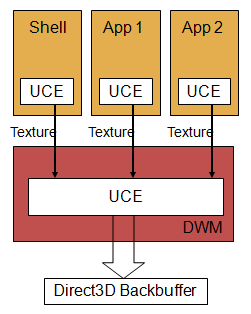 Shell App 1 App 2
UCE UCE UCE
Texture Texture Texture
UCE
DWM
Direct3D Backbuffer